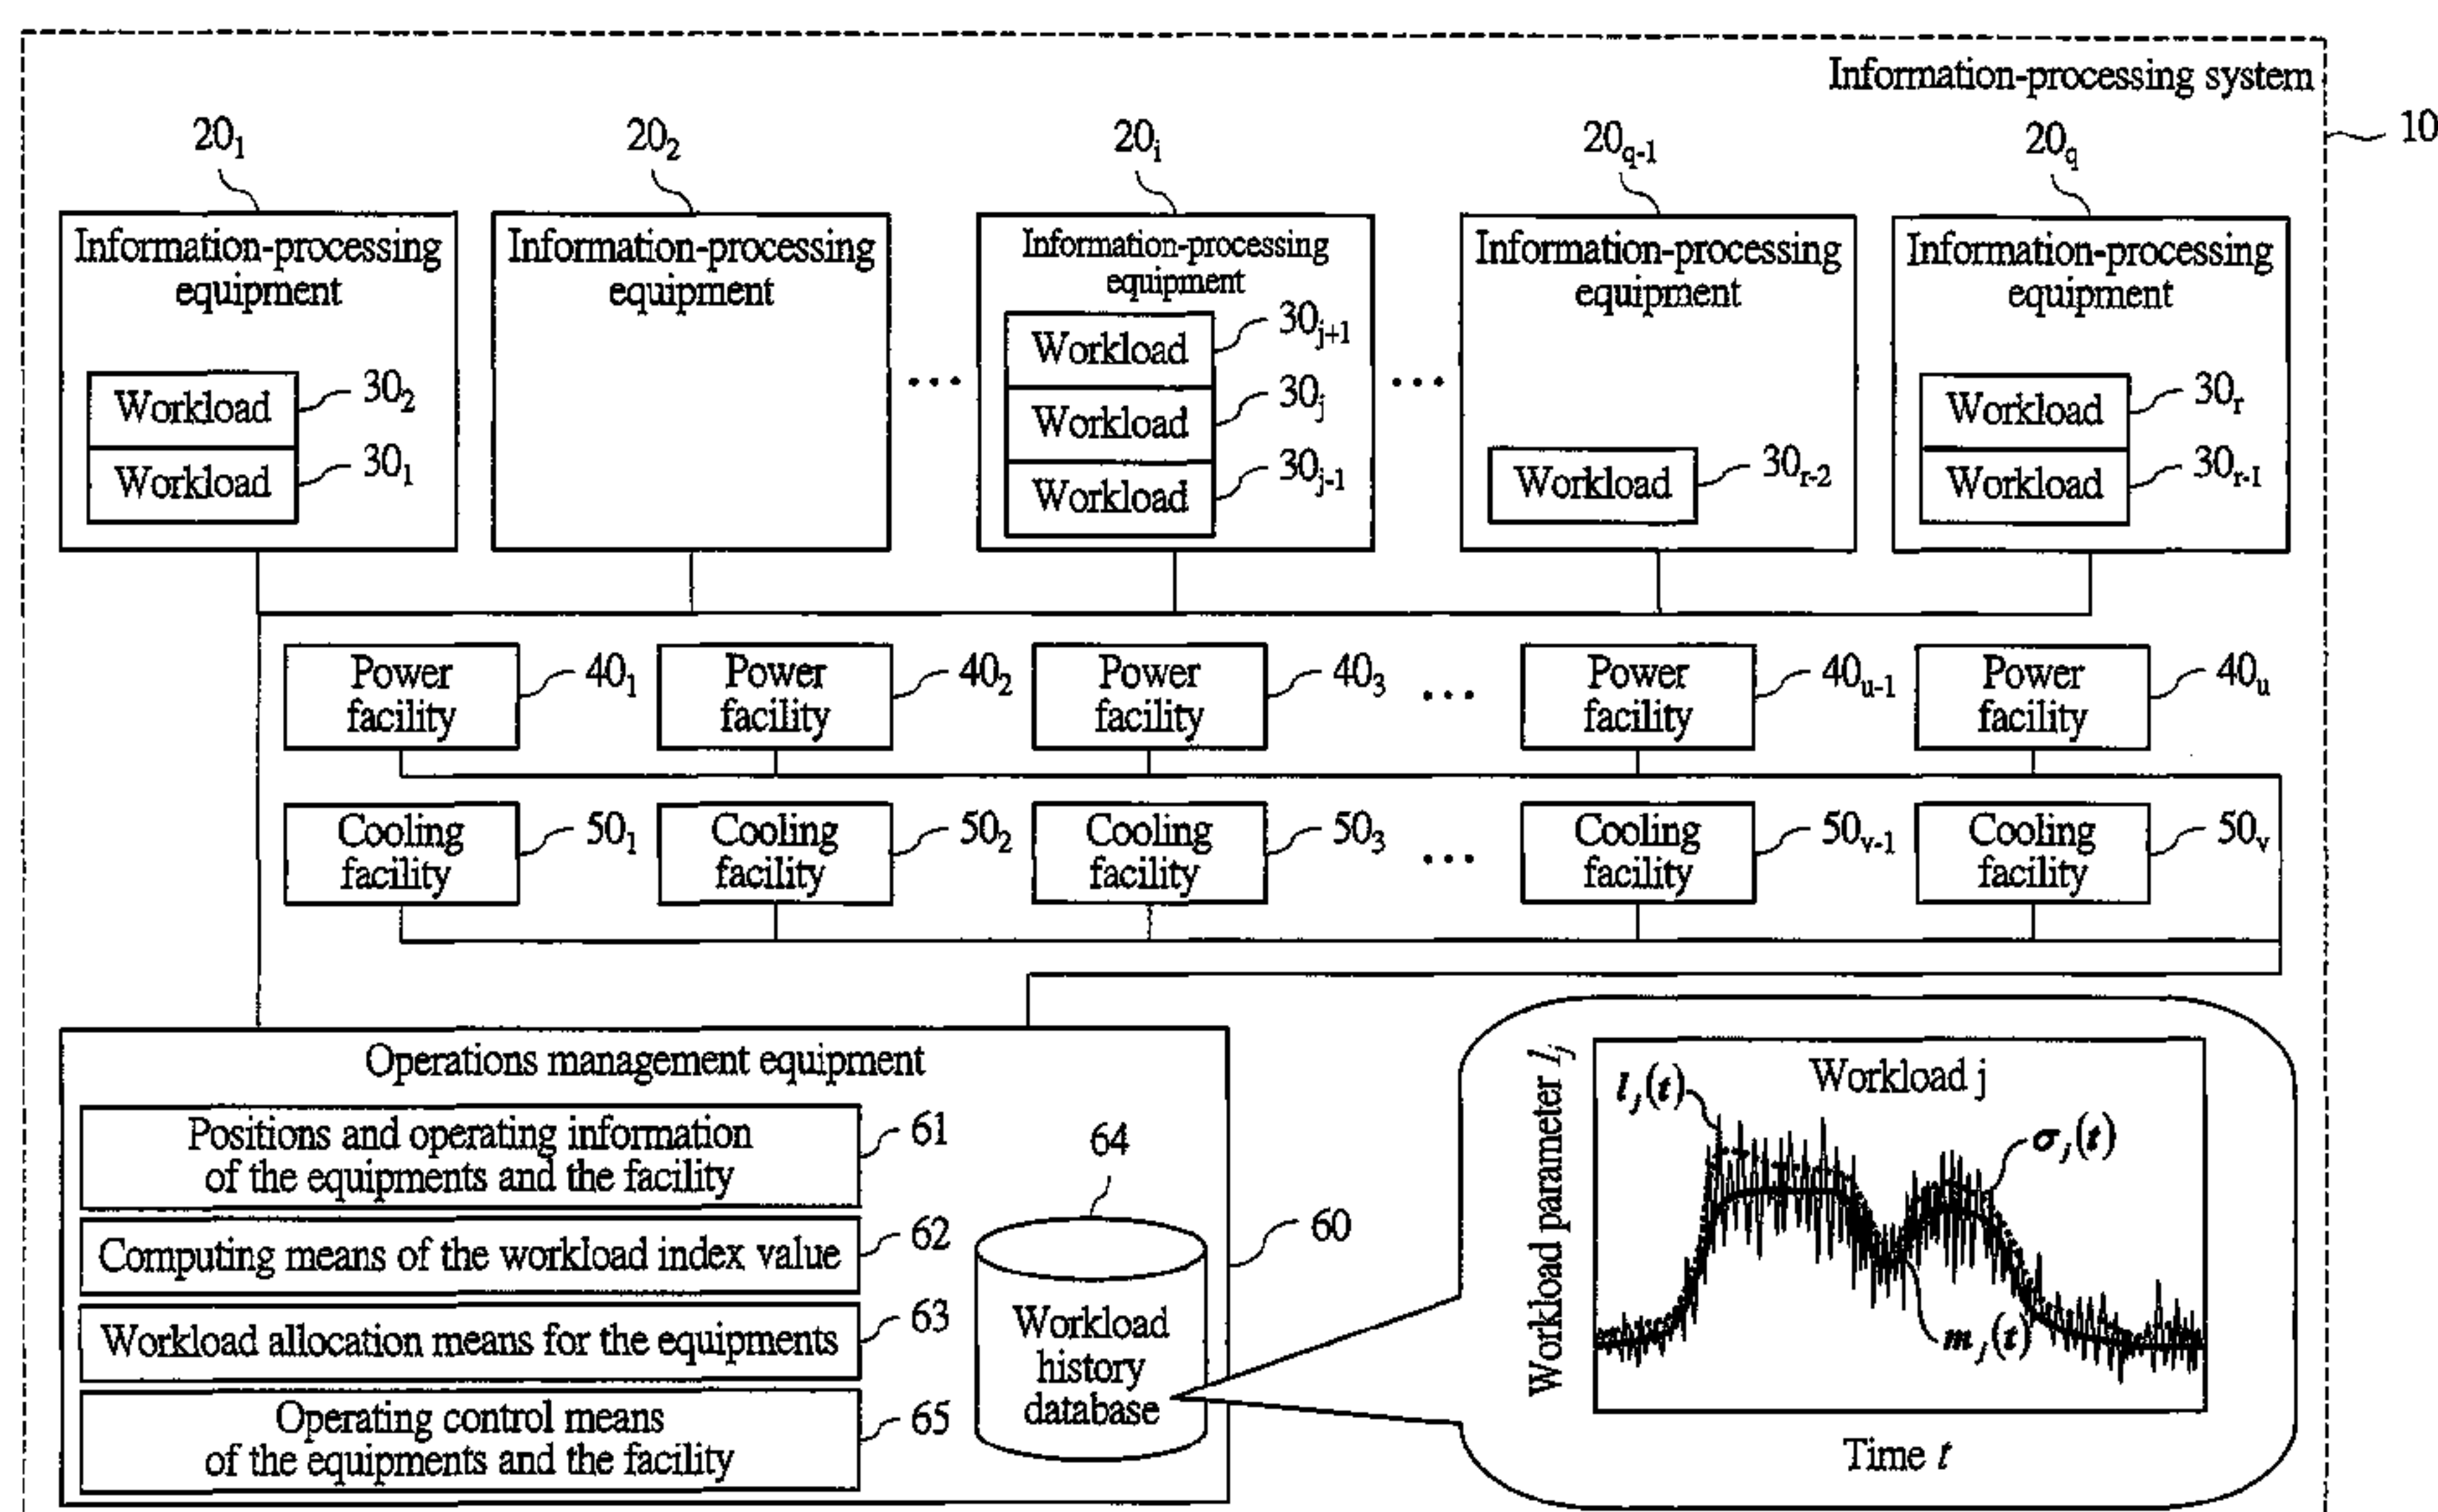 Information-processing system
10
20₁
20₂
20ᵢ
20q-1
20q
Information-processing
equipment
Information-processing
equipment
Information-processing
equipment
Information-processing
equipment
Information-processing
equipment
Workload
30₂
Workload
30₁
...
Workload
30j+1
Workload
30j
Workload
30j-1
...
Workload
30r-2
Workload
30r
Workload
30r-1
Power
facility
40₁
Power
facility
40₂
Power
facility
40₃
...
Power
facility
40u-1
Power
facility
40u
Cooling
facility
50₁
Cooling
facility
50₂
Cooling
facility
50₃
...
Cooling
facility
50v-1
Cooling
facility
50v
Operations management equipment
Positions and operating information
of the equipments and the facility
61
Computing means of the workload index value
62
Workload allocation means for the equipments
63
Operating control means
of the equipments and the facility
65
64
Workload
history
database
60
Workload parameter lj
Workload j
lj(t)
σj(t)
mj(t)
Time t